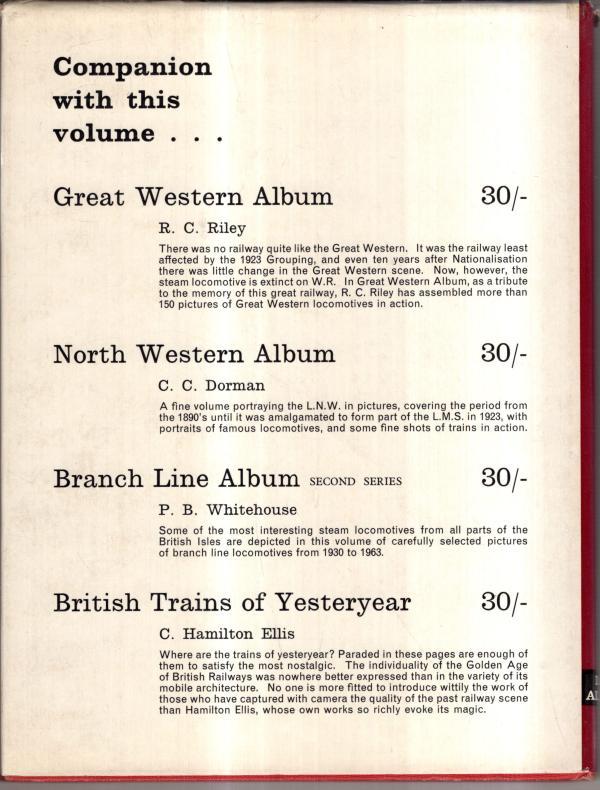 Companion
with this
volume . . .
Great Western Album 30/-
R. C. Riley
There was no railway quite like the Great Western. It was the railway least
affected by the 1923 Grouping, and even ten years after Nationalisation
there was little change in the Great Western scene. Now, however, the
steam locomotive is extinct on W.R. In Great Western Album, as a tribute
to the memory of this great railway, R. C. Riley has assembled more than
150 pictures of Great Western locomotives in action.
North Western Album 30/-
C. C. Dorman
A fine volume portraying the L.N.W. in pictures, covering the period from
the 1890's until it was amalgamated to form part of the L.M.S. in 1923, with
portraits of famous locomotives, and some fine shots of trains in action.
Branch Line Album SECOND SERIES 30/-
P. B. Whitehouse
Some of the most interesting steam locomotives from all parts of the
British Isles are depicted in this volume of carefully selected pictures
of branch line locomotives from 1930 to 1963.
British Trains of Yesteryear 30/-
C. Hamilton Ellis
Where are the trains of yesteryear? Paraded in these pages are enough of
them to satisfy the most nostalgic. The individuality of the Golden Age
of British Railways was nowhere better expressed than in the variety of its
mobile architecture. No one is more fitted to introduce wittily the work of
those who have captured with camera the quality of the past railway scene
than Hamilton Ellis, whose own works so richly evoke its magic.